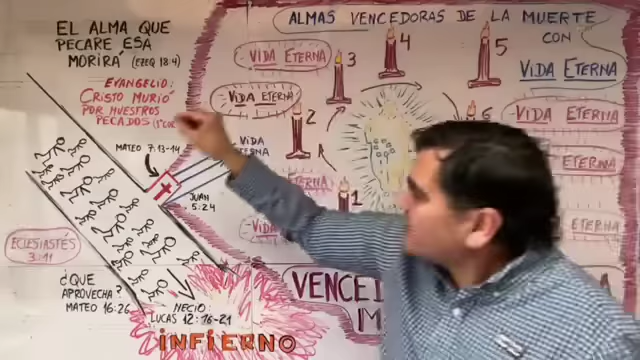 EL ALMA QUE
PECARE ESA
MORIRÁ (EZEQ 18:4)
EVANGELIO:
CRISTO MURIÓ
POR NUESTROS
PECADOS
MATEO 7:13-14
JUAN
5:24
ECLESIASTÉS
3:11
¿QUE
APROVECHA?
MATEO 16:26
NECIO
LUCAS 12:16-21
INFIERNO
ALMAS VENCEDORAS DE LA MUERTE
CON
VIDA ETERNA
VIDA ETERNA
VIDA ETERNA
VIDA
VIDA ETERNA
ETERNA
ETERNA
ETERNA
VIDA
1
2
3
4
5
6